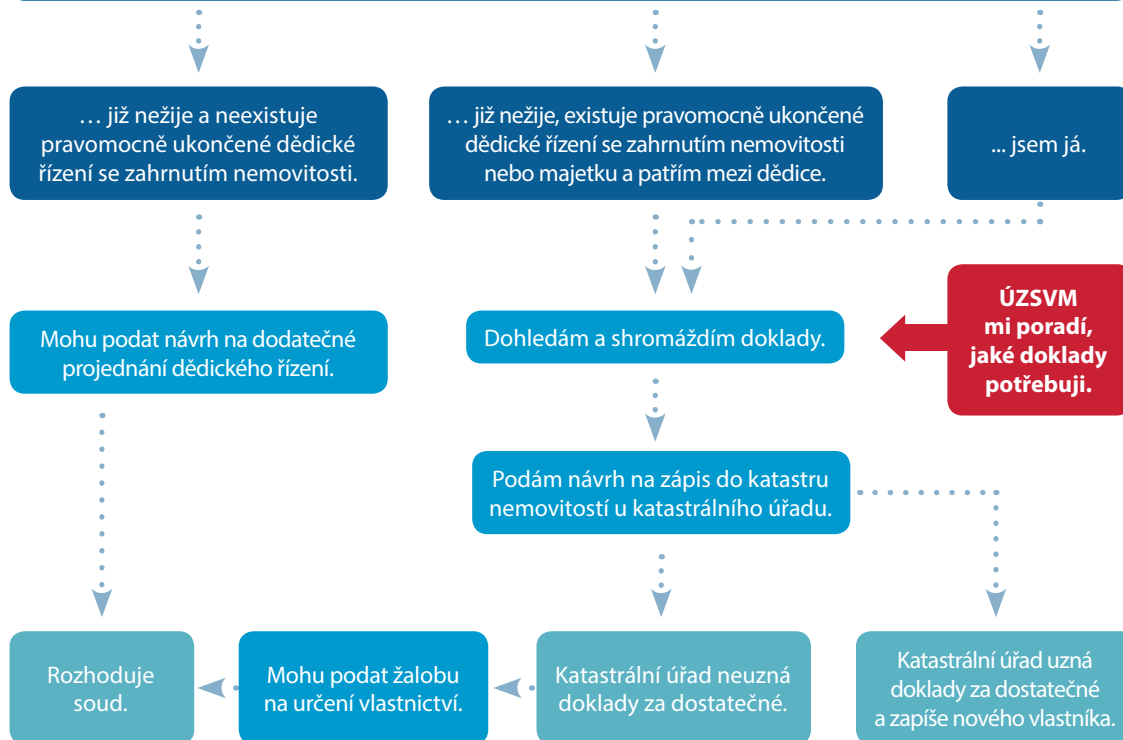 … již nežije a neexistuje
pravomocně ukončené dědické
řízení se zahrnutím nemovitosti.
… již nežije, existuje pravomocně ukončené
dědické řízení se zahrnutím nemovitosti
nebo majetku a patřím mezi dědice.
... jsem já.
Mohu podat návrh na dodatečné
projednání dědického řízení.
Dohledám a shromáždím doklady.
ÚZSVM
mi poradí,
jaké doklady
potřebuji.
Podám návrh na zápis do katastru
nemovitostí u katastrálního úřadu.
Rozhoduje
soud.
Mohu podat žalobu
na určení vlastnictví.
Katastrální úřad neuzná
doklady za dostatečné.
Katastrální úřad uzná
doklady za dostatečné
a zapíše nového vlastníka.